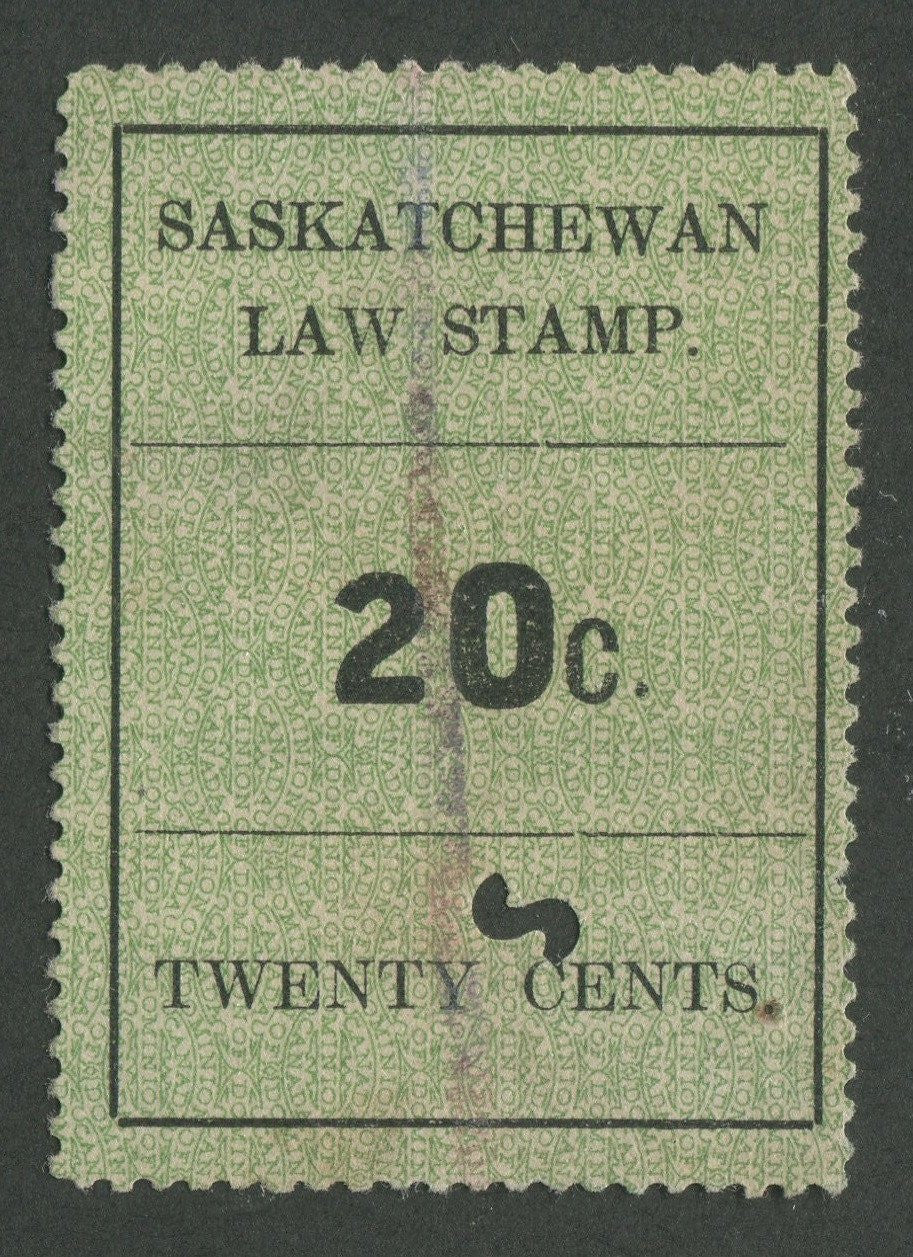 SASKATCHEWAN
LAW STAMP.
20c.
TWENTY CENTS.